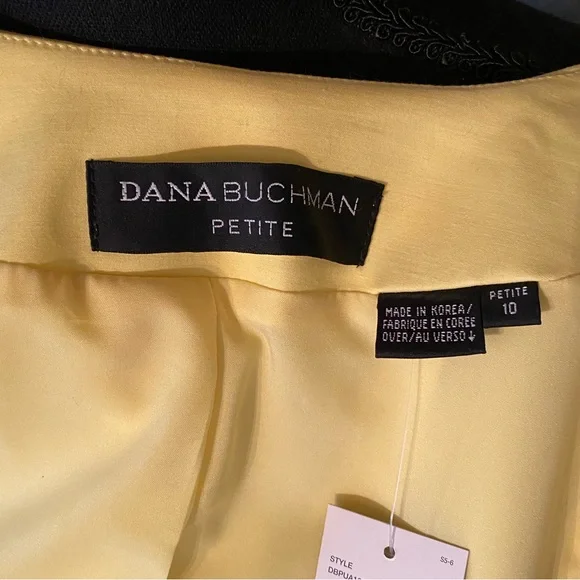 DANA BUCHMAN
PETITE
PETITE
10
MADE IN KOREA/
FABRIQUE EN COREE
OVER/AU VERSO↓
STYLE
S5-6